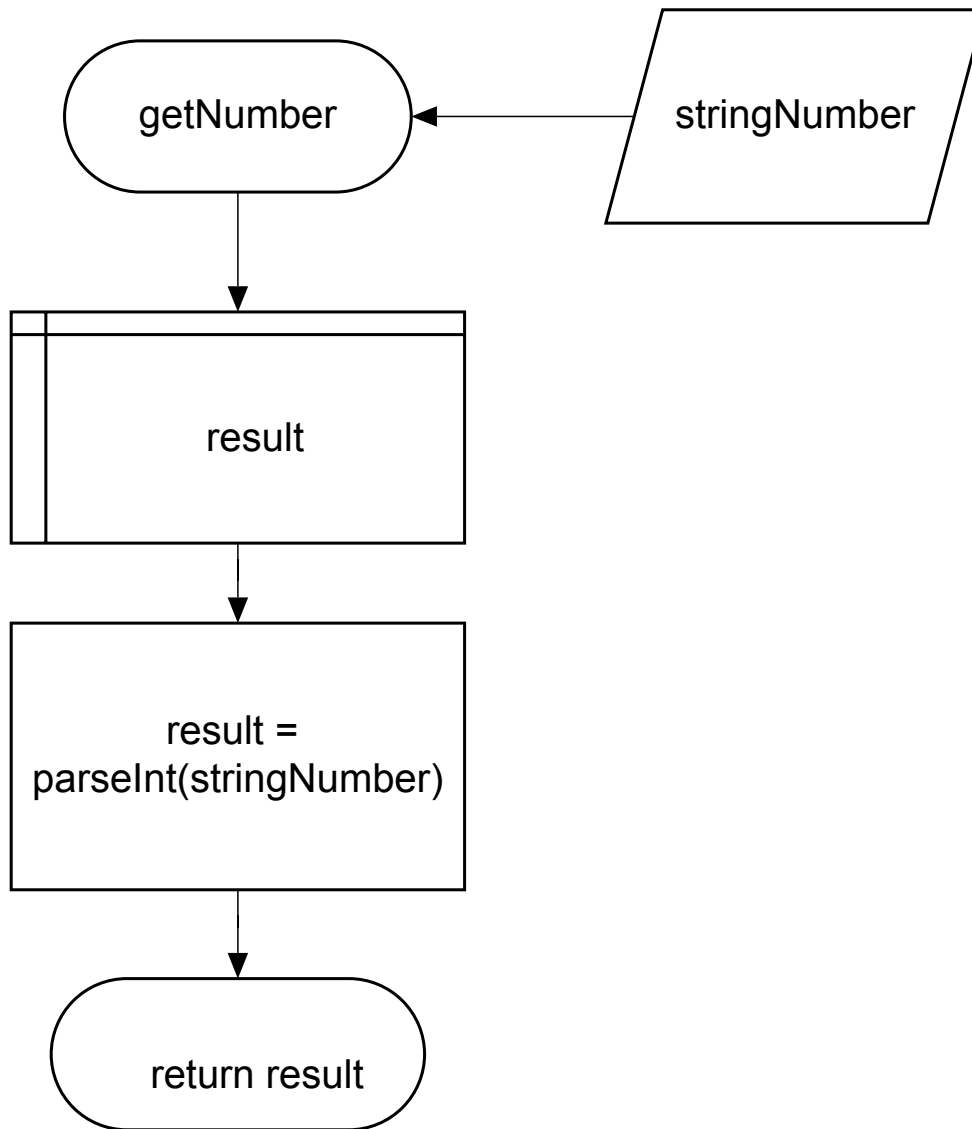 getNumber
stringNumber
result
result =
parseInt(stringNumber)
return result